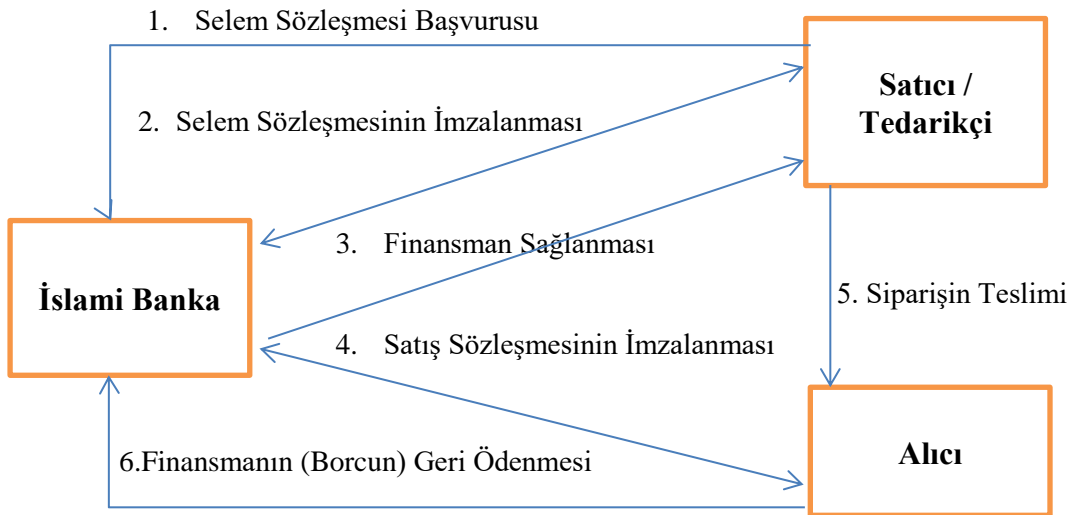 1. Selem Sözleşmesi Başvurusu
Satıcı /
Tedarikçi
2. Selem Sözleşmesinin İmzalanması
3. Finansman Sağlanması
İslami Banka
5. Siparişin Teslimi
4. Satış Sözleşmesinin İmzalanması
Alıcı
6.Finansmanın (Borcun) Geri Ödenmesi